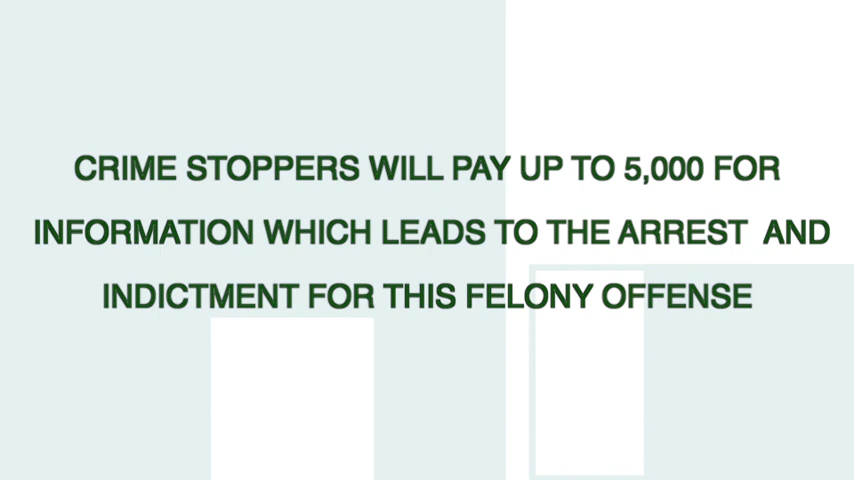 CRIME STOPPERS WILL PAY UP TO 5,000 FOR
INFORMATION WHICH LEADS TO THE ARREST AND
INDICTMENT FOR THIS FELONY OFFENSE